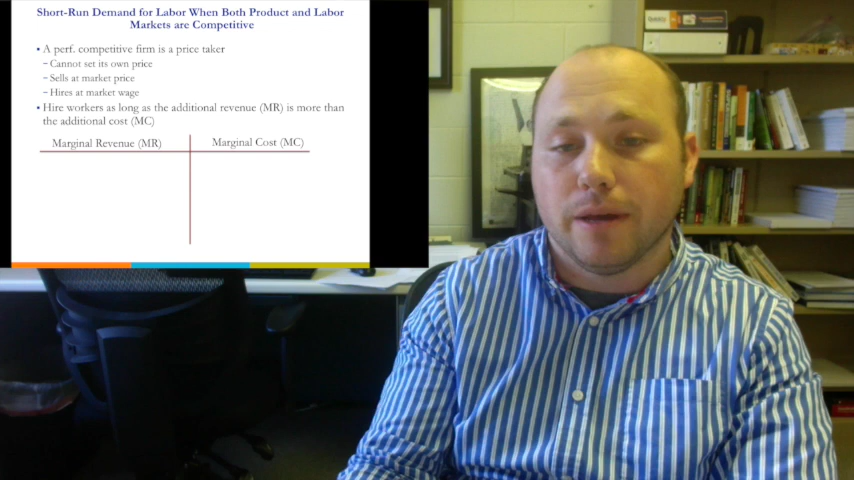 Short-Run Demand for Labor When Both Product and Labor
Markets are Competitive
• A perf. competitive firm is a price taker
– Cannot set its own price
– Sells at market price
– Hires at market wage
• Hire workers as long as the additional revenue (MR) is more than
the additional cost (MC)
Marginal Revenue (MR) Marginal Cost (MC)